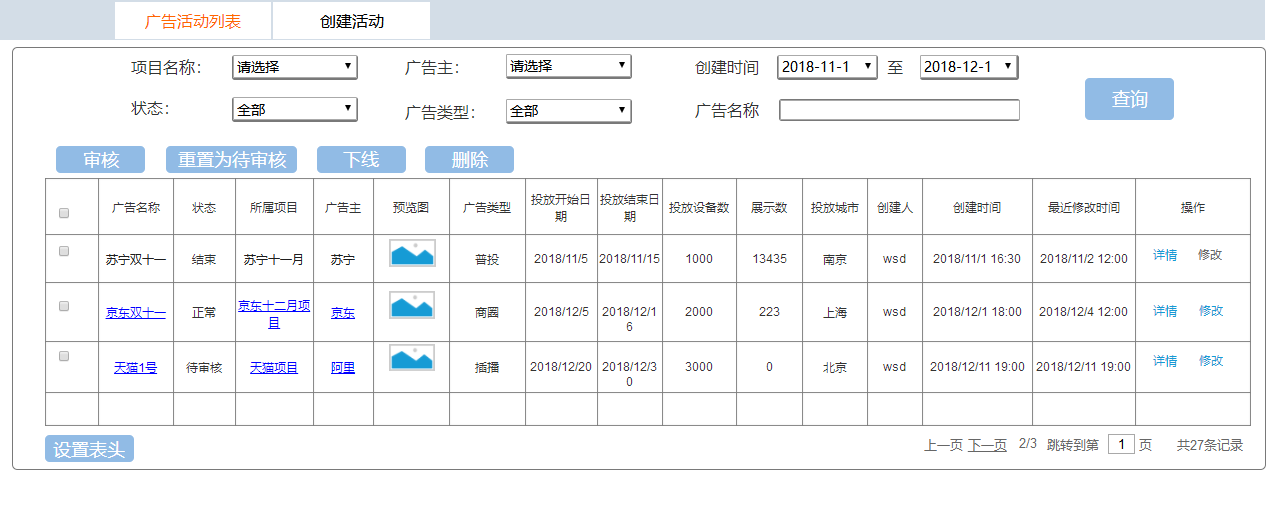 广告活动列表 创建活动
项目名称： 请选择 广告主： 请选择 创建时间 2018-11-1 至 2018-12-1
状态： 全部 广告类型： 全部 广告名称
查询
审核 重置为待审核 下线 删除
广告名称 状态 所属项目 广告主 预览图 广告类型 投放开始日期 投放结束日期 投放设备数 展示数 投放城市 创建人 创建时间 最近修改时间 操作
苏宁双十一 结束 苏宁十一月 苏宁 普投 2018/11/5 2018/11/15 1000 13435 南京 wsd 2018/11/1 16:30 2018/11/2 12:00 详情 修改
京东双十一 正常 京东十二月项目 京东 商圈 2018/12/5 2018/12/16 2000 223 上海 wsd 2018/12/1 18:00 2018/12/4 12:00 详情 修改
天猫1号 待审核 天猫项目 阿里 插播 2018/12/20 2018/12/30 3000 0 北京 wsd 2018/12/11 19:00 2018/12/11 19:00 详情 修改
设置表头 上一页 下一页 2/3 跳转到第 1 页 共27条记录